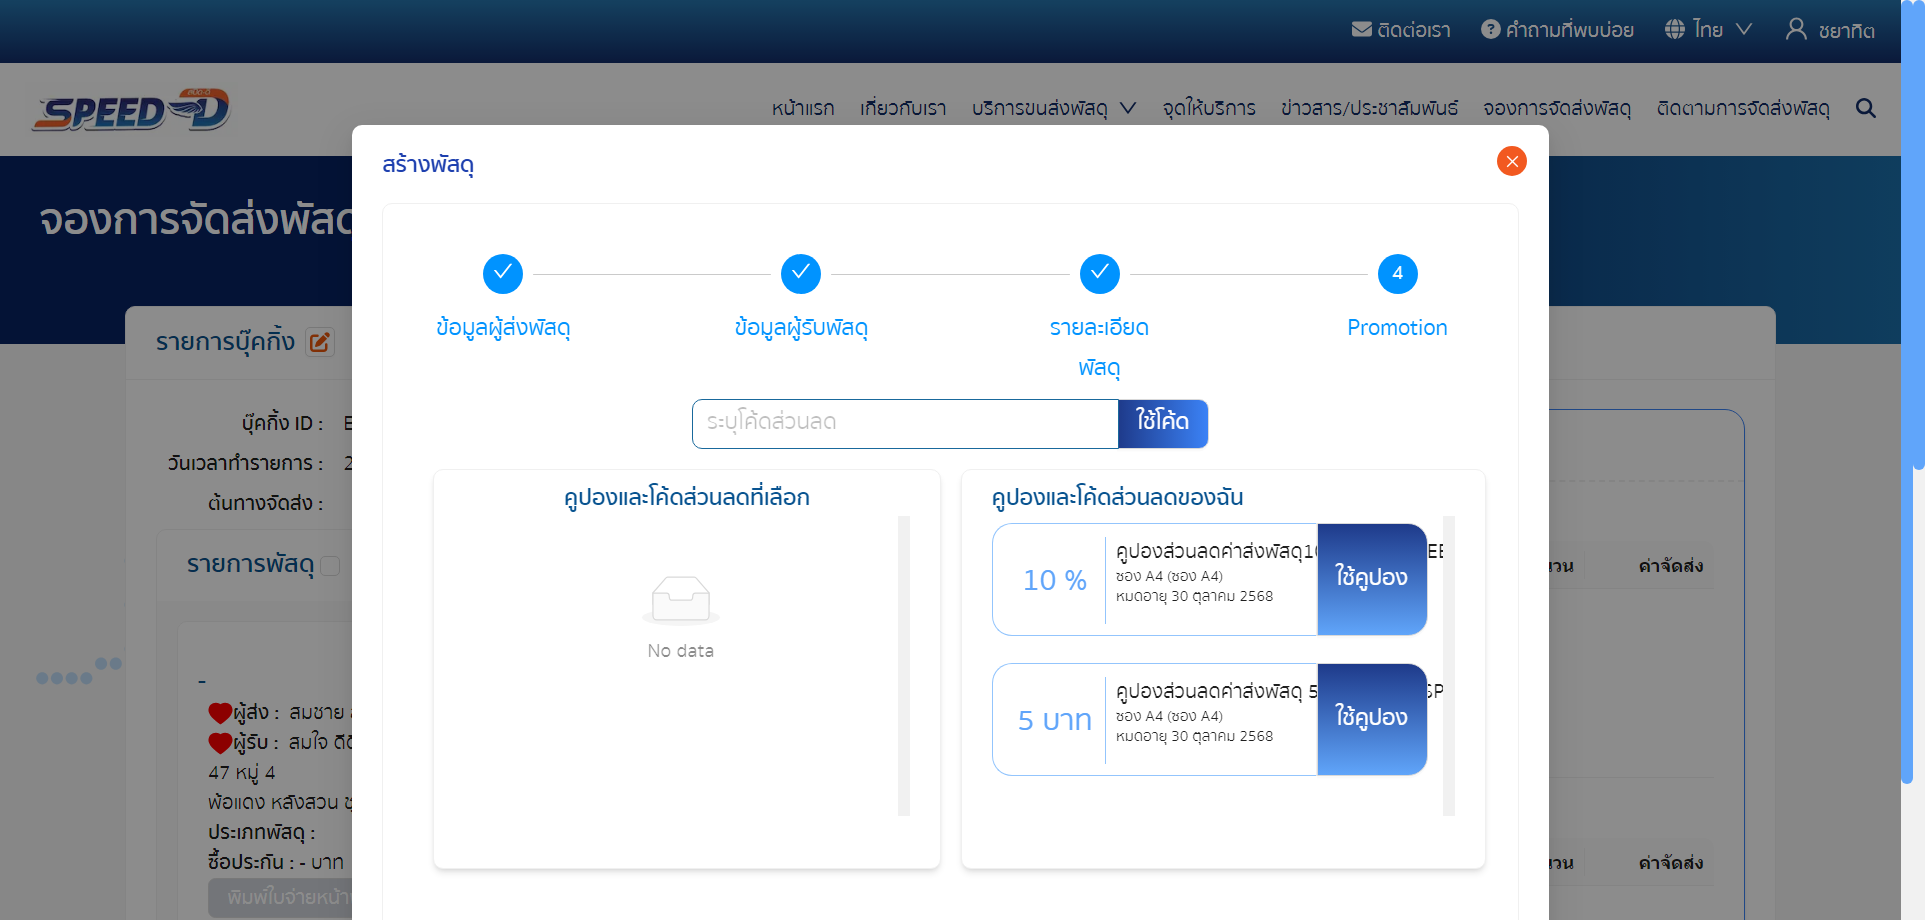 ติดต่อเรา
คำถามที่พบบ่อย
ไทย
ชยาทิต
SPEED-D
หน้าแรก
เกี่ยวกับเรา
บริการขนส่งพัสดุ
จุดให้บริการ
ข่าวสาร/ประชาสัมพันธ์
จองการจัดส่งพัสดุ
ติดตามการจัดส่งพัสดุ
จองการจัดส่งพัสดุ
สร้างพัสดุ
4
ข้อมูลผู้ส่งพัสดุ
ข้อมูลผู้รับพัสดุ
รายละเอียด
พัสดุ
Promotion
ระบุโค้ดส่วนลด
ใช้โค้ด
คูปองและโค้ดส่วนลดที่เลือก
No data
คูปองและโค้ดส่วนลดของฉัน
10 %
คูปองส่วนลดค่าส่งพัสดุ10
ซอง A4 (ซอง A4)
หมดอายุ 30 ตุลาคม 2568
ใช้คูปอง
5 บาท
คูปองส่วนลดค่าส่งพัสดุ 5
ซอง A4 (ซอง A4)
หมดอายุ 30 ตุลาคม 2568
ใช้คูปอง
รายการบุ๊คกิ้ง
บุ๊คกิ้ง ID :
วันเวลาทำรายการ : 2
ต้นทางจัดส่ง :
รายการพัสดุ
-
ผู้ส่ง : สมชาย
ผู้รับ : สมใจ
47 หมู่ 4
พ้อแดง หลังสวน
ประเภทพัสดุ :
ซื้อประกัน : - บาท
พิมพ์ใบจ่ายหน้า
ค่าจัดส่ง
ค่าจัดส่ง